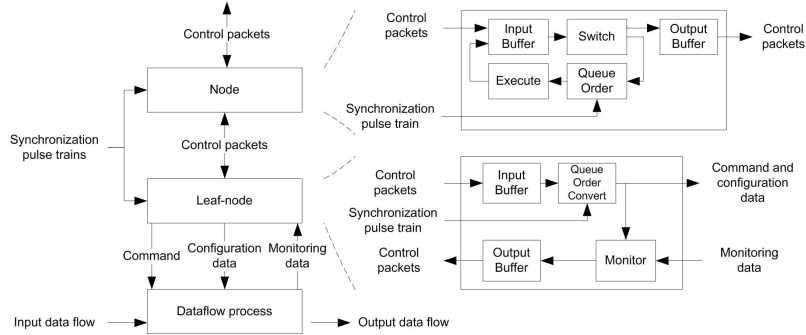 Control packets
Node
Synchronization
pulse trains
Control packets
Leaf-node
Command
Configuration
data
Monitoring
data
Input data flow
Dataflow process
Output data flow
Control
packets
Input
Buffer
Switch
Output
Buffer
Control
packets
Execute
Queue
Order
Synchronization
pulse train
Control
packets
Input
Buffer
Queue
Order
Convert
Command and
configuration
data
Synchronization
pulse train
Control
packets
Output
Buffer
Monitor
Monitoring
data